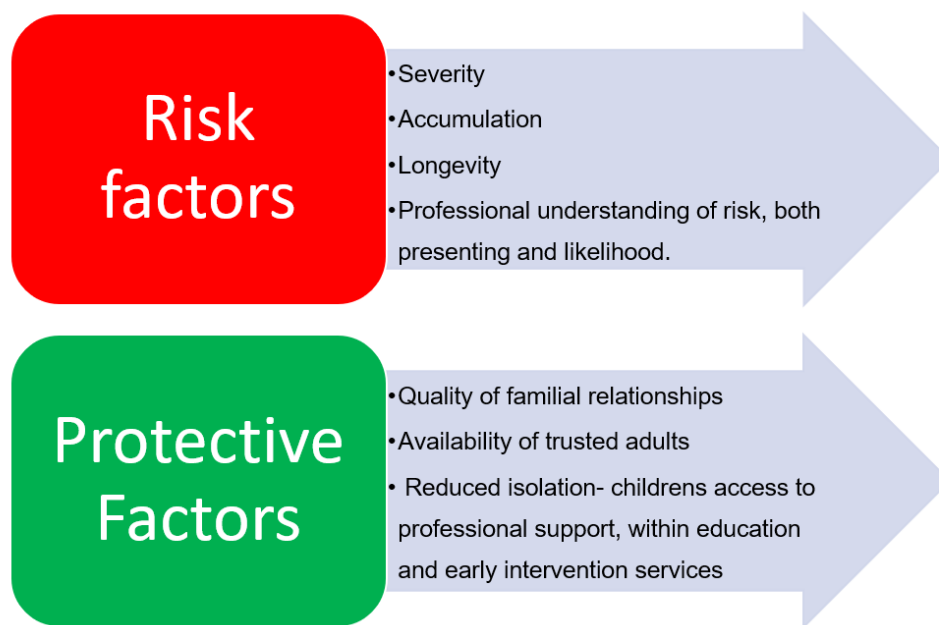 Risk
factors
•Severity
•Accumulation
•Longevity
•Professional understanding of risk, both
presenting and likelihood.
Protective
Factors
•Quality of familial relationships
•Availability of trusted adults
• Reduced isolation- childrens access to
professional support, within education
and early intervention services